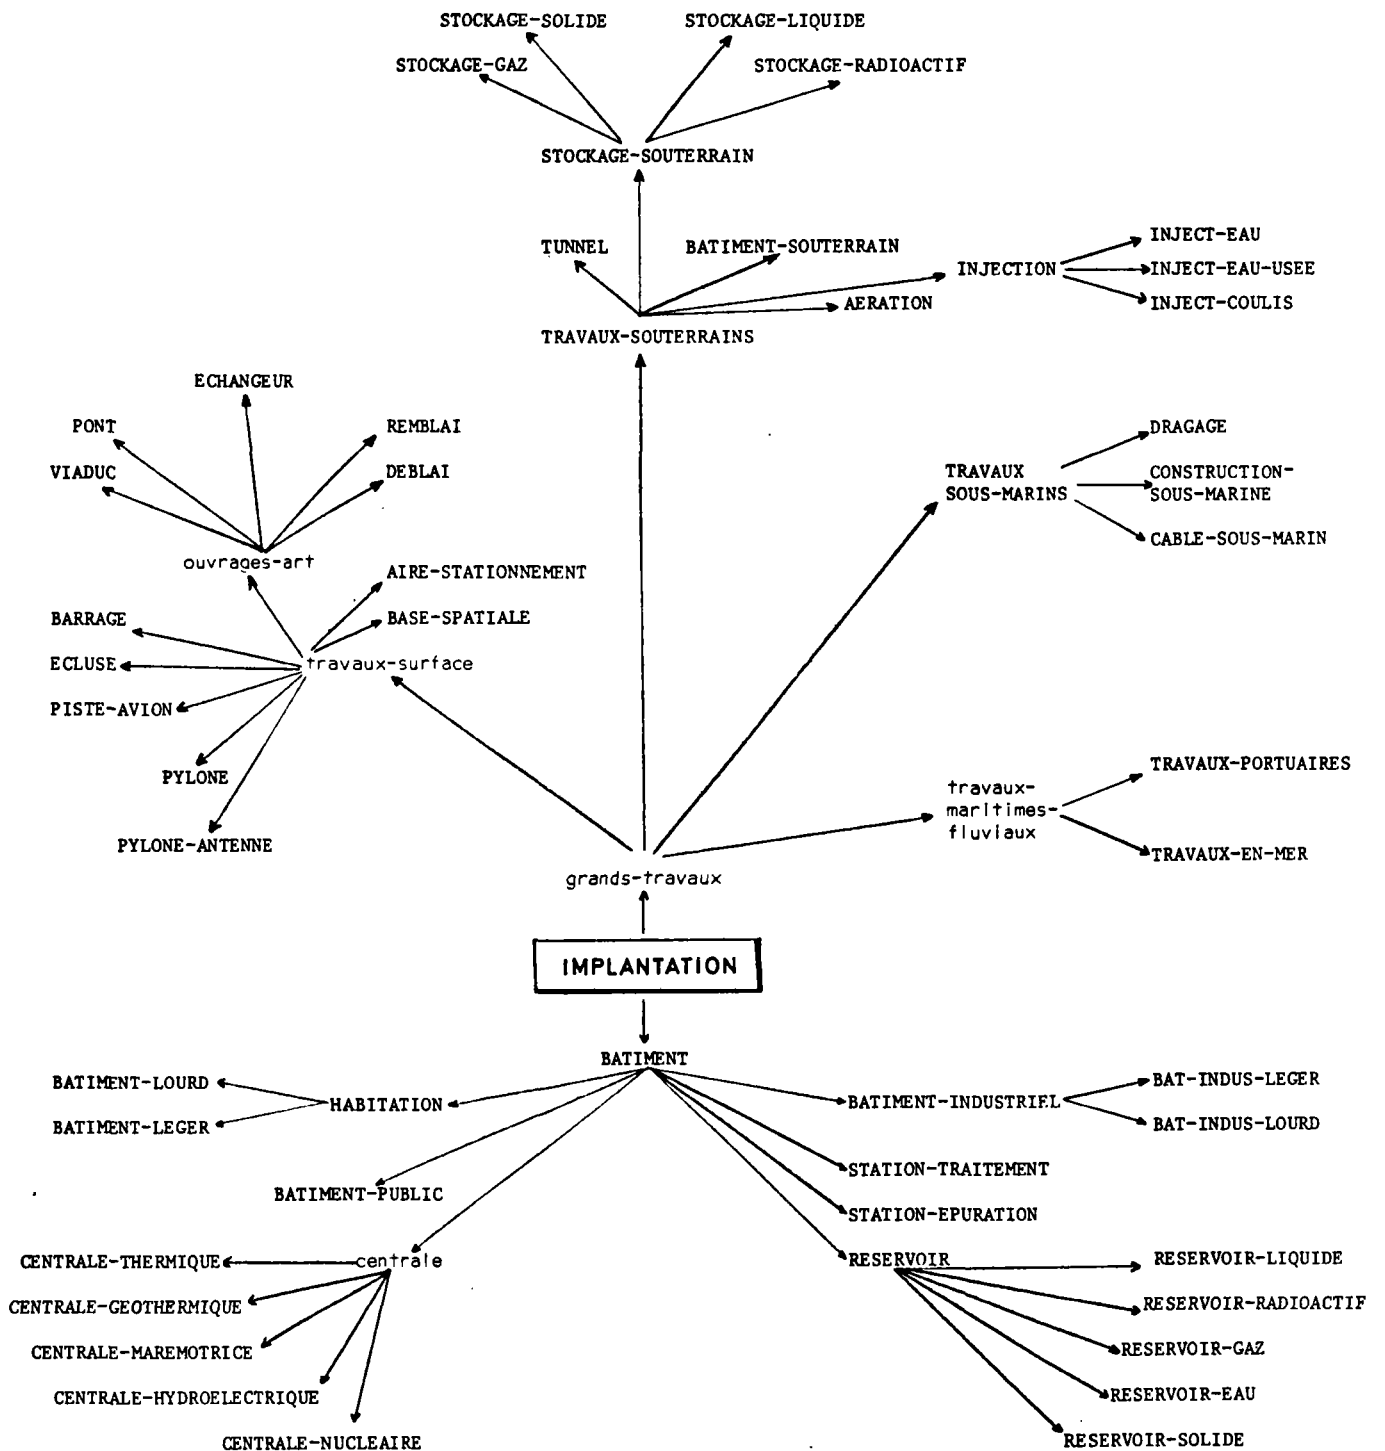 STOCKAGE-SOLIDE
STOCKAGE-LIQUIDE
STOCKAGE-GAZ
STOCKAGE-RADIOACTIF
STOCKAGE-SOUTERRAIN
TUNNEL
BATIMENT-SOUTERRAIN
INJECTION
INJECT-EAU
INJECT-EAU-USEE
INJECT-COULIS
AERATION
TRAVAUX-SOUTERRAINS
ECHANGEUR
PONT
REMBLAI
VIADUC
DEBLAI
ouvrages-art
TRAVAUX
SOUS-MARINS
DRAGAGE
CONSTRUCTION-
SOUS-MARINE
CABLE-SOUS-MARIN
AIRE-STATIONNEMENT
BASE-SPATIALE
BARRAGE
ECLUSE
travaux-surface
PISTE-AVION
PYLONE
PYLONE-ANTENNE
travaux-
maritimes-
fluviaux
TRAVAUX-PORTUAIRES
TRAVAUX-EN-MER
grands-travaux
IMPLANTATION
BATIMENT
BATIMENT-LOURD
HABITATION
BATIMENT-LEGER
BATIMENT-INDUSTRIEL
BAT-INDUS-LEGER
BAT-INDUS-LOURD
STATION-TRAITEMENT
BATIMENT-PUBLIC
STATION-EPURATION
CENTRALE-THERMIQUE
centrale
CENTRALE-GEOTHERMIQUE
CENTRALE-MAREMOTRICE
CENTRALE-HYDROELECTRIQUE
CENTRALE-NUCLEAIRE
RESERVOIR
RESERVOIR-LIQUIDE
RESERVOIR-RADIOACTIF
RESERVOIR-GAZ
RESERVOIR-EAU
RESERVOIR-SOLIDE